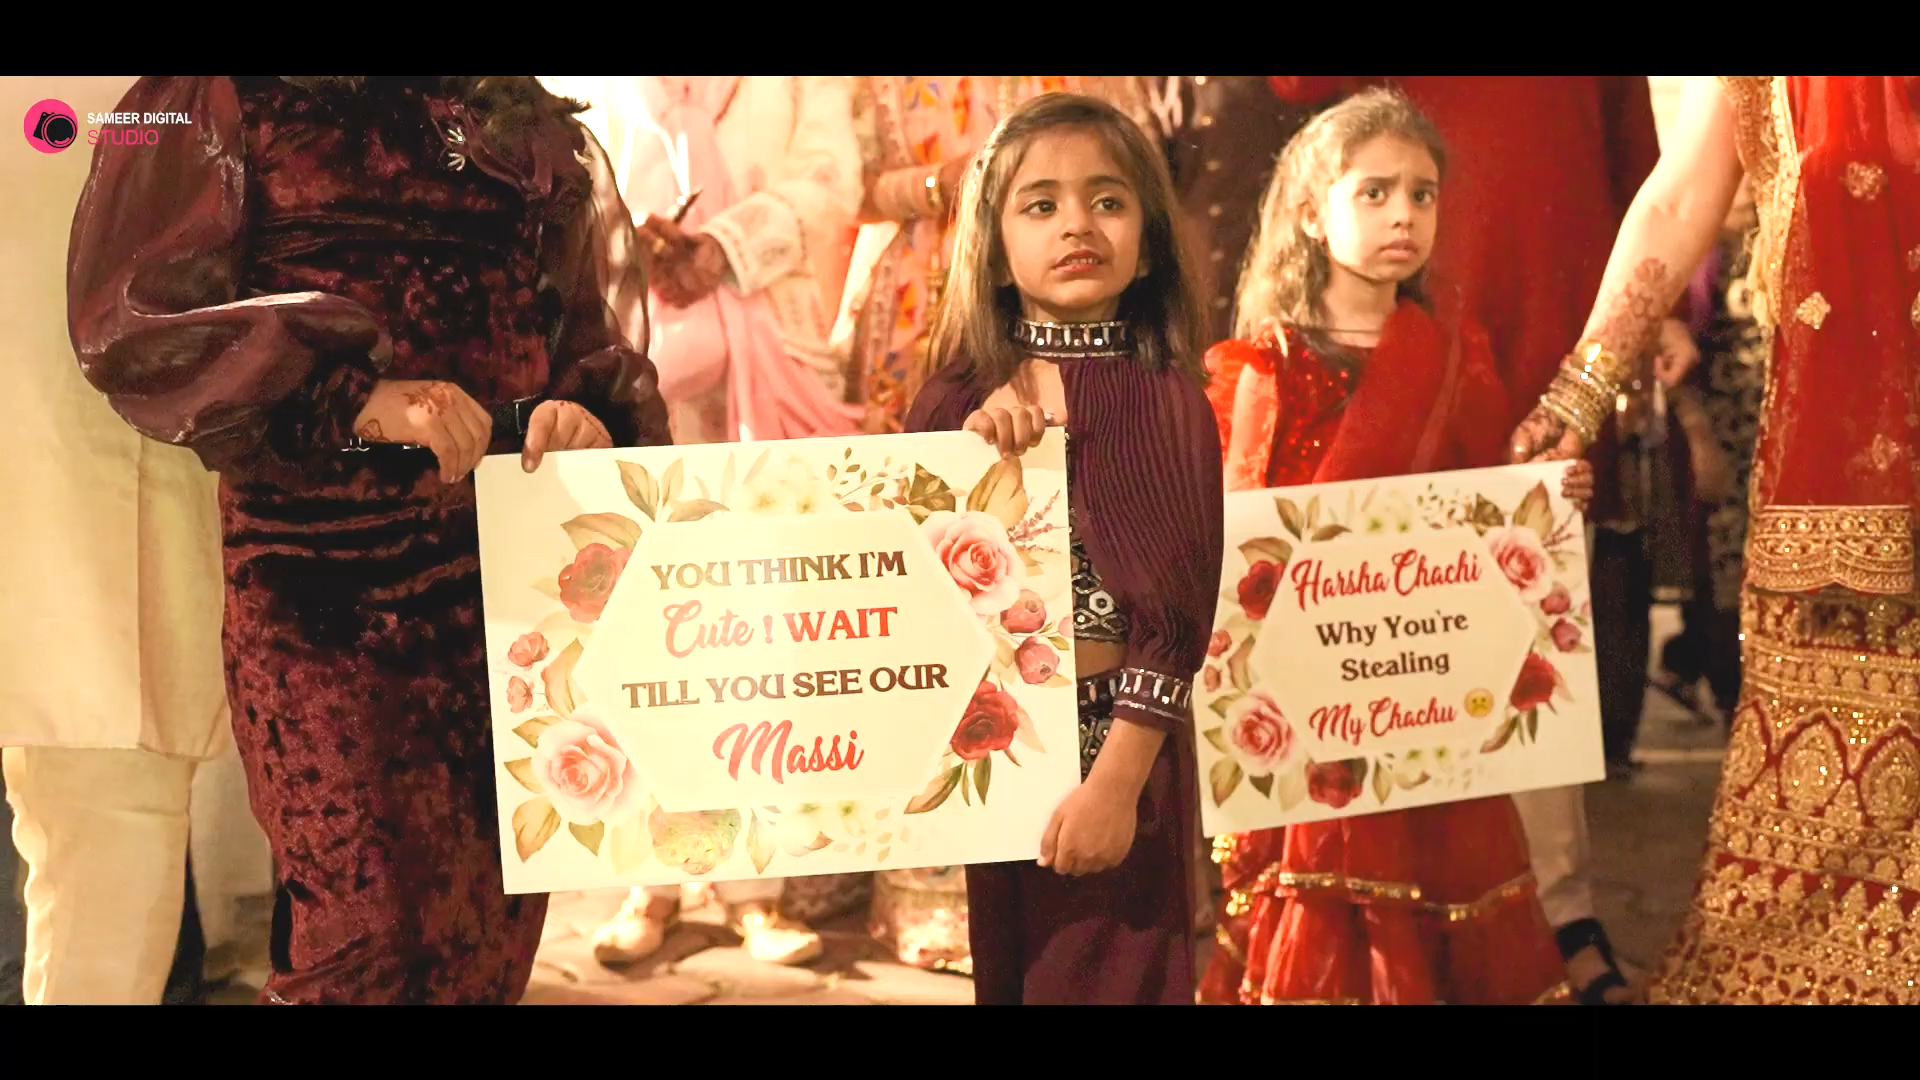 SAMEER DIGITAL
STUDIO
YOU THINK I'M
Cute ! WAIT
TILL YOU SEE OUR
Massi
Harsha Chachi
Why You're
Stealing
My Chachu ☹️